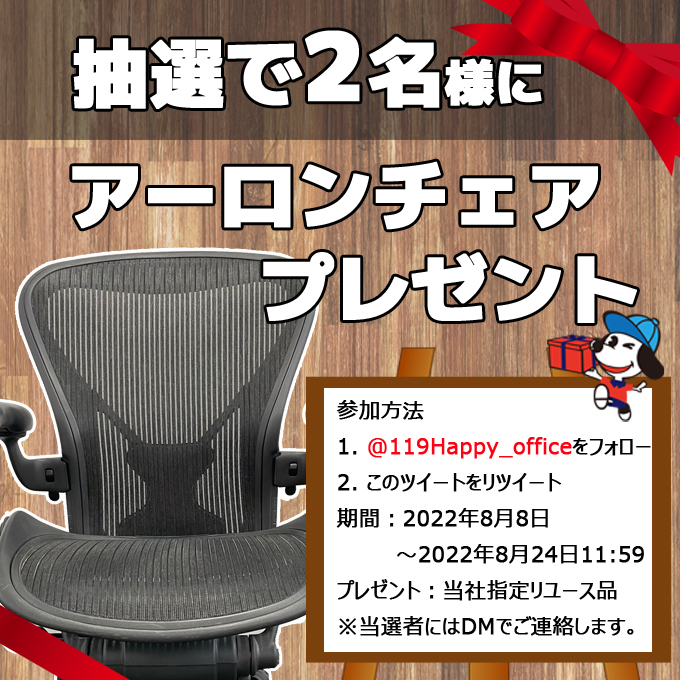 抽選で2名様に
アーロンチェア
プレゼント
参加方法
1. @119Happy_officeをフォロー
2. このツイートをリツイート
期間：2022年8月8日
～2022年8月24日11:59
プレゼント：当社指定リユース品
※当選者にはDMでご連絡します。